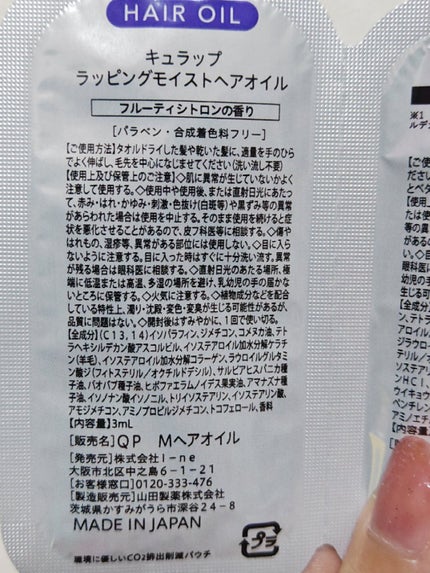 HAIR OIL
キュラップ
ラッピングモイストヘアオイル
フルーティシトロンの香り
[パラベン・合成着色料フリー]
【ご使用方法】タオルドライした髪や乾いた髪に、適量を手のひら
でよく伸ばし、毛先を中心になじませてください(洗い流し不要)
【使用上及び保管上のご注意】◇肌に異常が生じていないかよく
注意して使用する。◇使用中や使用後、または直射日光にあたっ
て、赤み・はれ・かゆみ・刺激・色抜け(白斑等)や黒ずみ等の異常
があらわれた場合は使用を中止する。そのまま使用を続けると症
状を悪化させることがあるので、皮フ科医等に相談する。◇傷や
はれもの、湿疹等、異常がある部位には使用しない。◇目に入ら
ないように注意する。目に入った時はすぐに十分洗い流す。異常
が残る場合は眼科医に相談する。◇直射日光のあたる場所、極
端に低温または高温、多湿の場所を避け、乳幼児の手の届かな
いところに保管する。◇火気に注意する。◇植物成分などを配合
している特性上、濁り・沈殿・変色・変臭が生じる可能性があるが、
品質に問題はない。◇開封後はすみやかに、1回で使い切る。
【全成分】(C13,14)イソパラフィン、ジメチコン、コメヌカ油、テト
ラヘキシルデカン酸アスコルビル、イソステアロイル加水分解ケラチ
ン(羊毛)、イソステアロイル加水分解コラーゲン、ラウロイルグルタミ
ン酸ジ(フィトステリル/オクチルドデシル)、サルビアヒスパニカ種
子油、バオバブ種子油、ヒポファエラムノイデス果実油、アマナズナ種
子油、イソノナン酸イソノニル、トリイソステアリン、イソステアリン酸、
アモジメチコン、アミノプロピルジメチコン、トコフェロール、香料
【内容量】3mL
[販売名]QP Mヘアオイル
[発売元]株式会社I-ne
大阪市北区中之島6-1-21
[お客様窓口]0120-333-476
[製造販売元]山田製薬株式会社
茨城県かすみがうら市深谷24-8
MADE IN JAPAN
プラ
環境に優しいCO2排出削減パウチ